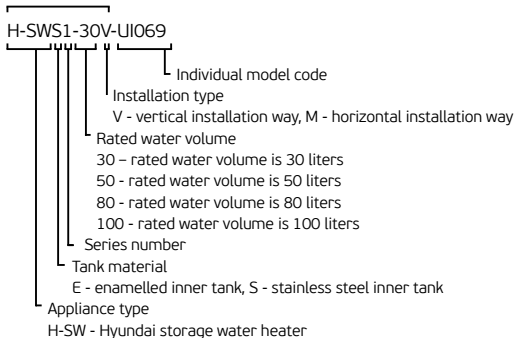 H-SWS1-30V-UI069
Individual model code
Installation type
V - vertical installation way, M - horizontal installation way
Rated water volume
30 – rated water volume is 30 liters
50 - rated water volume is 50 liters
80 - rated water volume is 80 liters
100 - rated water volume is 100 liters
Series number
Tank material
E - enamelled inner tank, S - stainless steel inner tank
Appliance type
H-SW - Hyundai storage water heater